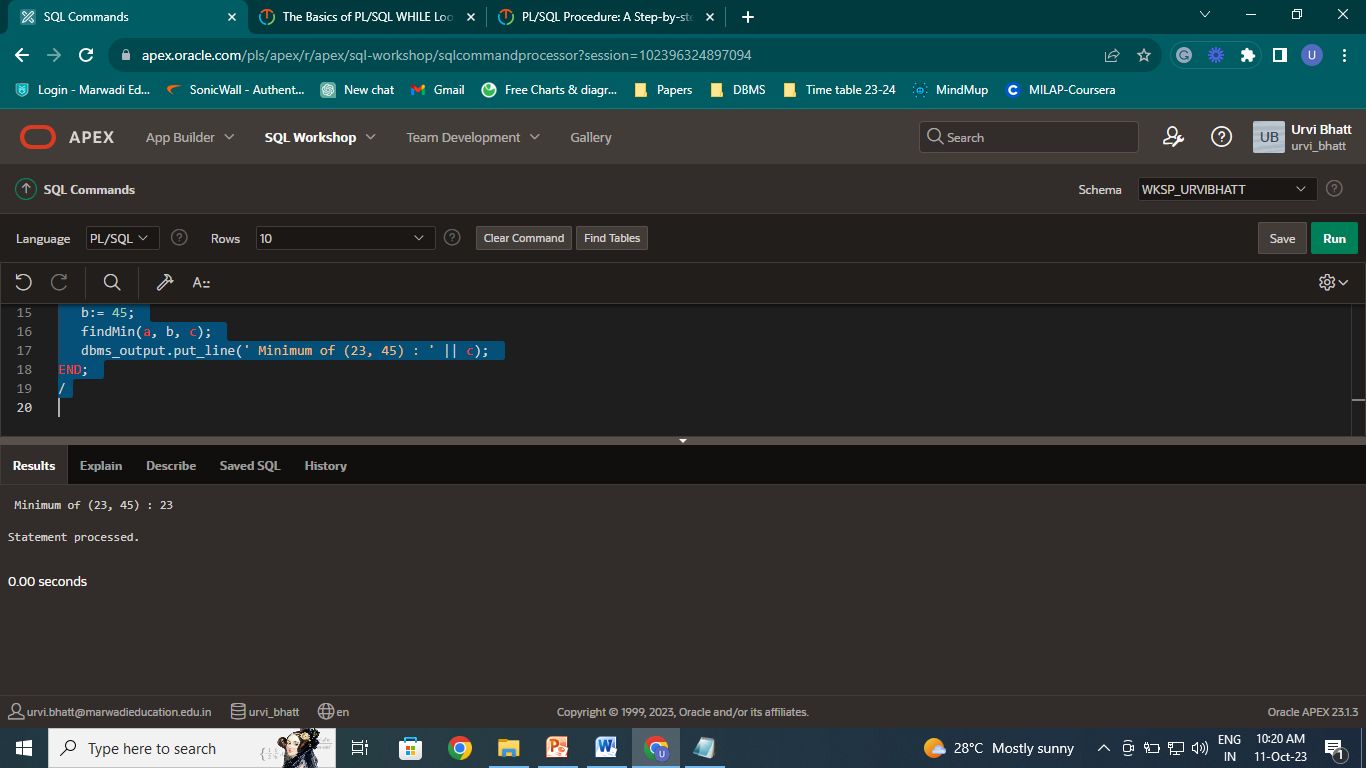 SQL Commands
The Basics of PL/SQL WHILE Loo
PL/SQL Procedure: A Step-by-ste
apex.oracle.com/pls/apex/r/apex/sql-workshop/sqlcommandprocessor?session=102396324897094
U
Login - Marwadi Ed...
SonicWall - Authent...
New chat
Gmail
Free Charts & diagr...
Papers
DBMS
Time table 23-24
MindMup
MILAP-Coursera
APEX
App Builder
SQL Workshop
Team Development
Gallery
Search
UB
Urvi Bhatt
urvi_bhatt
SQL Commands
Schema
WKSP_URVIBHATT
Language
PL/SQL
Rows
10
Clear Command
Find Tables
Save
Run
15 b:= 45;
16 findMin(a, b, c);
17 dbms_output.put_line(' Minimum of (23, 45) : ' || c);
18 END;
19 /
20
Results
Explain
Describe
Saved SQL
History
Minimum of (23, 45) : 23
Statement processed.
0.00 seconds
urvi.bhatt@marwadieducation.edu.in
urvi_bhatt
en
Copyright © 1999, 2023, Oracle and/or its affiliates.
Oracle APEX 23.1.3
Type here to search
28°C Mostly sunny
ENG
IN
10:20 AM
11-Oct-23
1